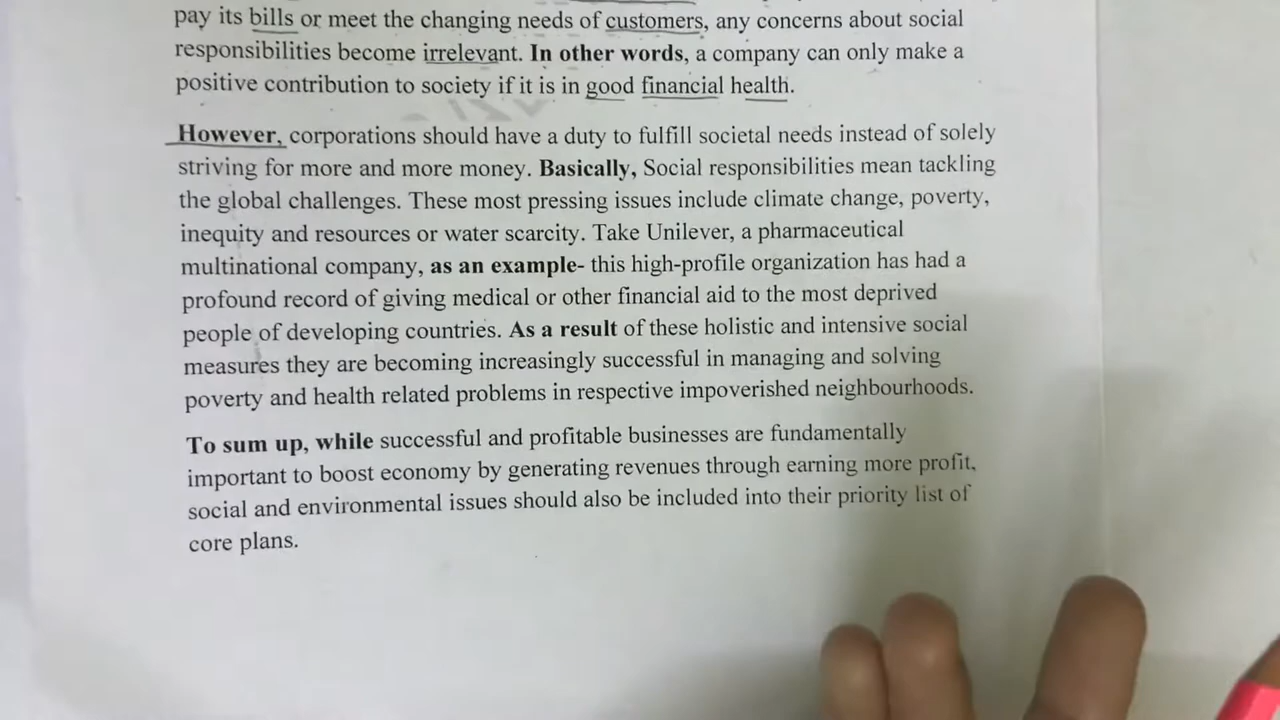 pay its bills or meet the changing needs of customers, any concerns about social
responsibilities become irrelevant. In other words, a company can only make a
positive contribution to society if it is in good financial health.
However, corporations should have a duty to fulfill societal needs instead of solely
striving for more and more money. Basically, Social responsibilities mean tackling
the global challenges. These most pressing issues include climate change, poverty,
inequity and resources or water scarcity. Take Unilever, a pharmaceutical
multinational company, as an example- this high-profile organization has had a
profound record of giving medical or other financial aid to the most deprived
people of developing countries. As a result of these holistic and intensive social
measures they are becoming increasingly successful in managing and solving
poverty and health related problems in respective impoverished neighbourhoods.
To sum up, while successful and profitable businesses are fundamentally
important to boost economy by generating revenues through earning more profit,
social and environmental issues should also be included into their priority list of
core plans.